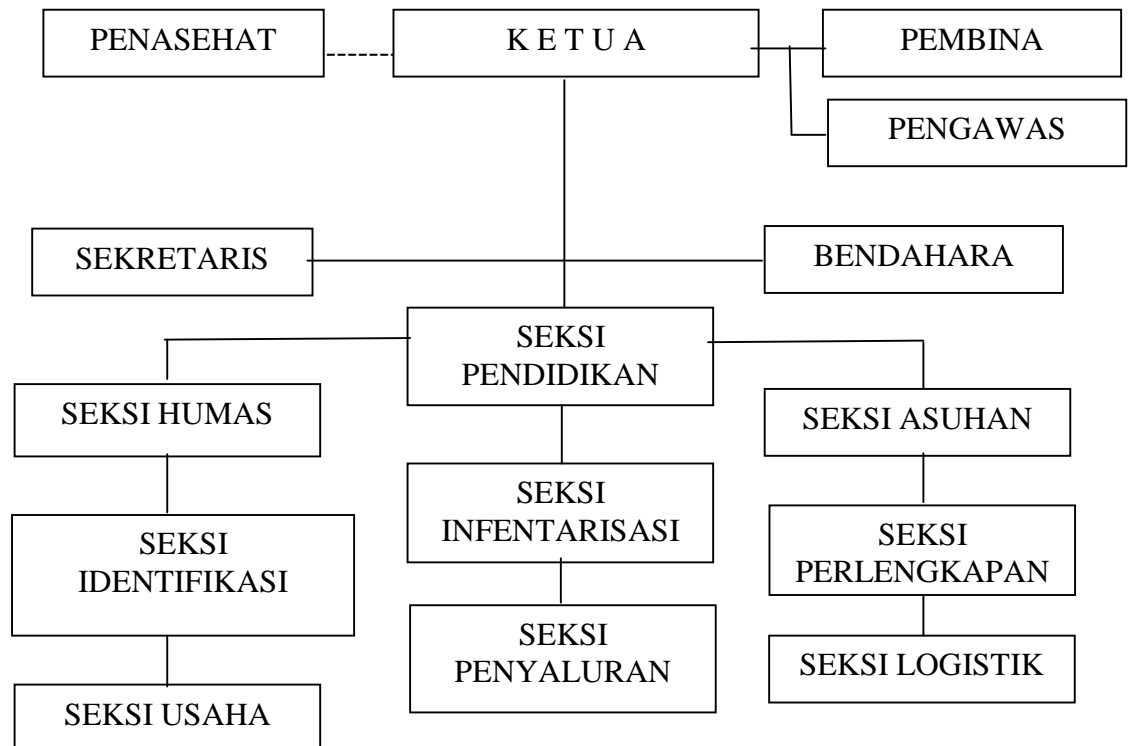 PENASEHAT
K E T U A
PEMBINA
PENGAWAS
SEKRETARIS
BENDAHARA
SEKSI
PENDIDIKAN
SEKSI HUMAS
SEKSI ASUHAN
SEKSI
INFENTARISASI
SEKSI
IDENTIFIKASI
SEKSI
PERLENGKAPAN
SEKSI
PENYALURAN
SEKSI LOGISTIK
SEKSI USAHA